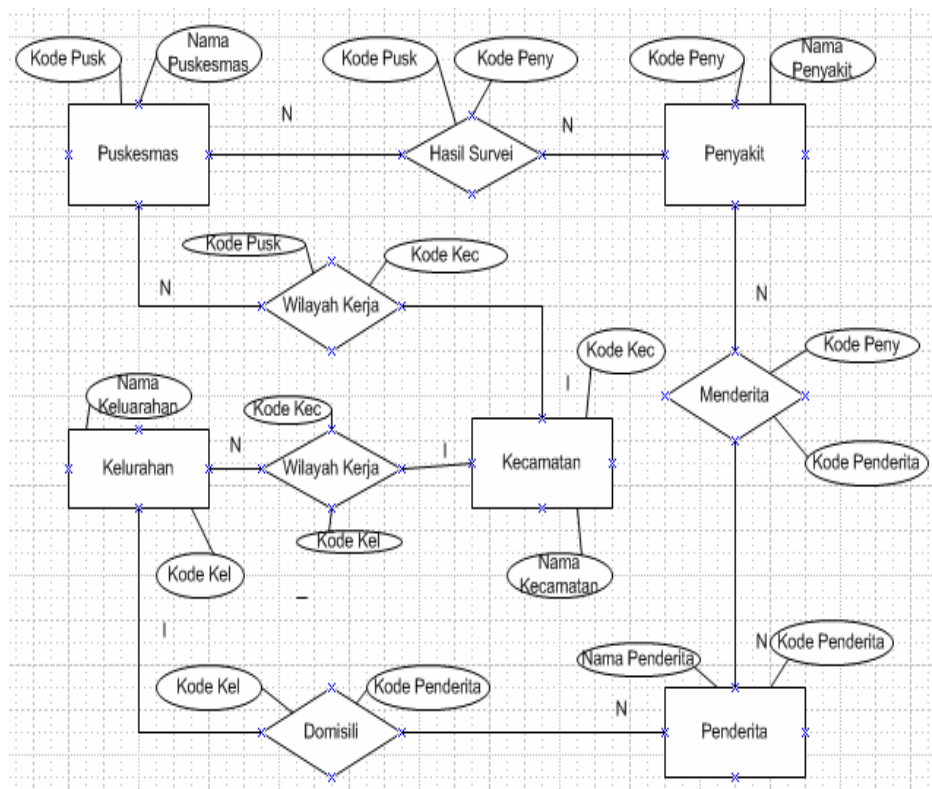 Kode Pusk
Nama
Puskesmas
Kode Pusk
Kode Peny
Kode Peny
Nama
Penyakit
N
N
Puskesmas
Hasil Survei
Penyakit
Kode Pusk
Kode Kec
N
Wilayah Kerja
N
Kode Kec
Kode Peny
I
Nama
Keluarahan
Kode Kec
Menderita
N
I
Kelurahan
Wilayah Kerja
Kecamatan
Kode Penderita
Kode Kel
Kode Kel
Nama
Kecamatan
_
I
N
Kode Penderita
Nama Penderita
Kode Kel
Kode Penderita
N
Domisili
Penderita